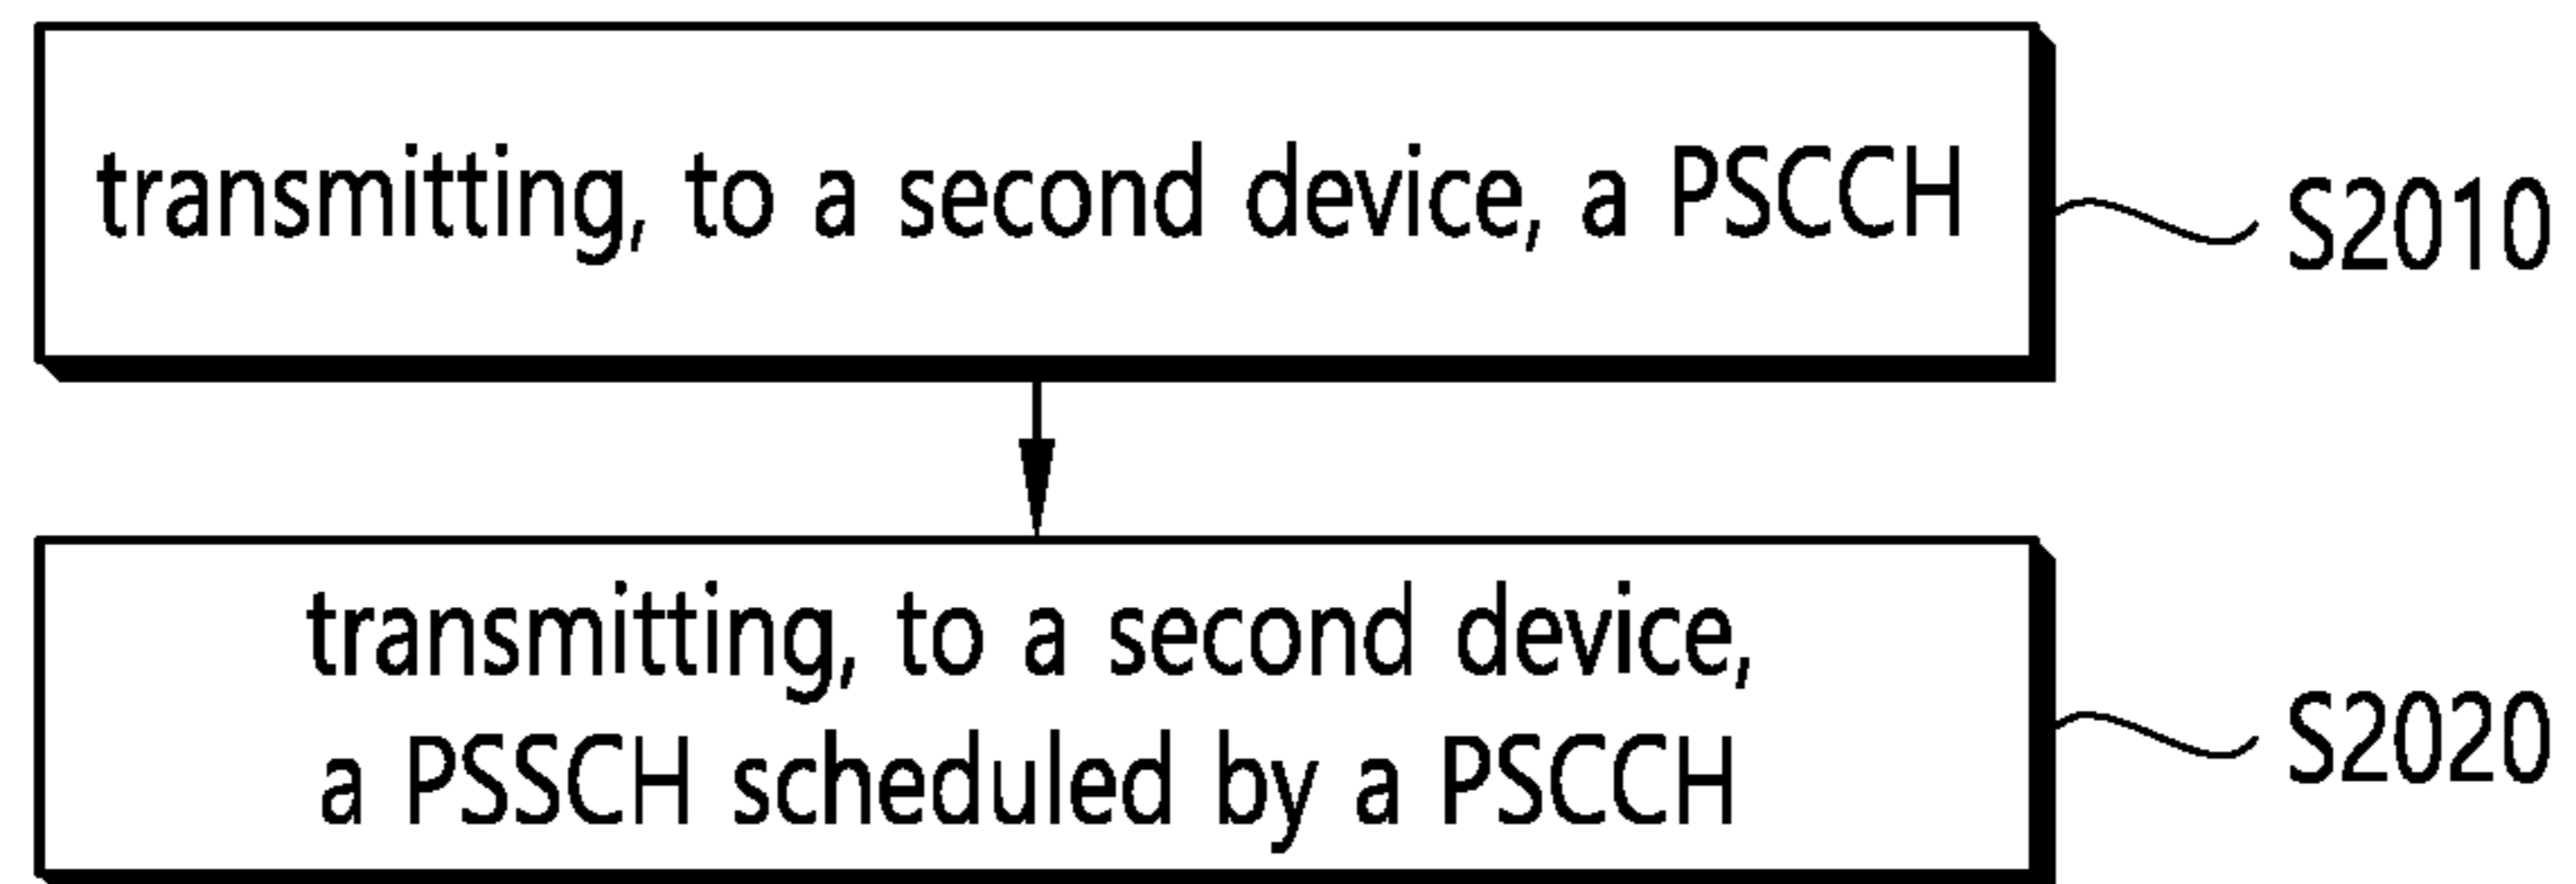 transmitting, to a second device, a PSCCH
S2010
transmitting, to a second device,
a PSSCH scheduled by a PSCCH
S2020